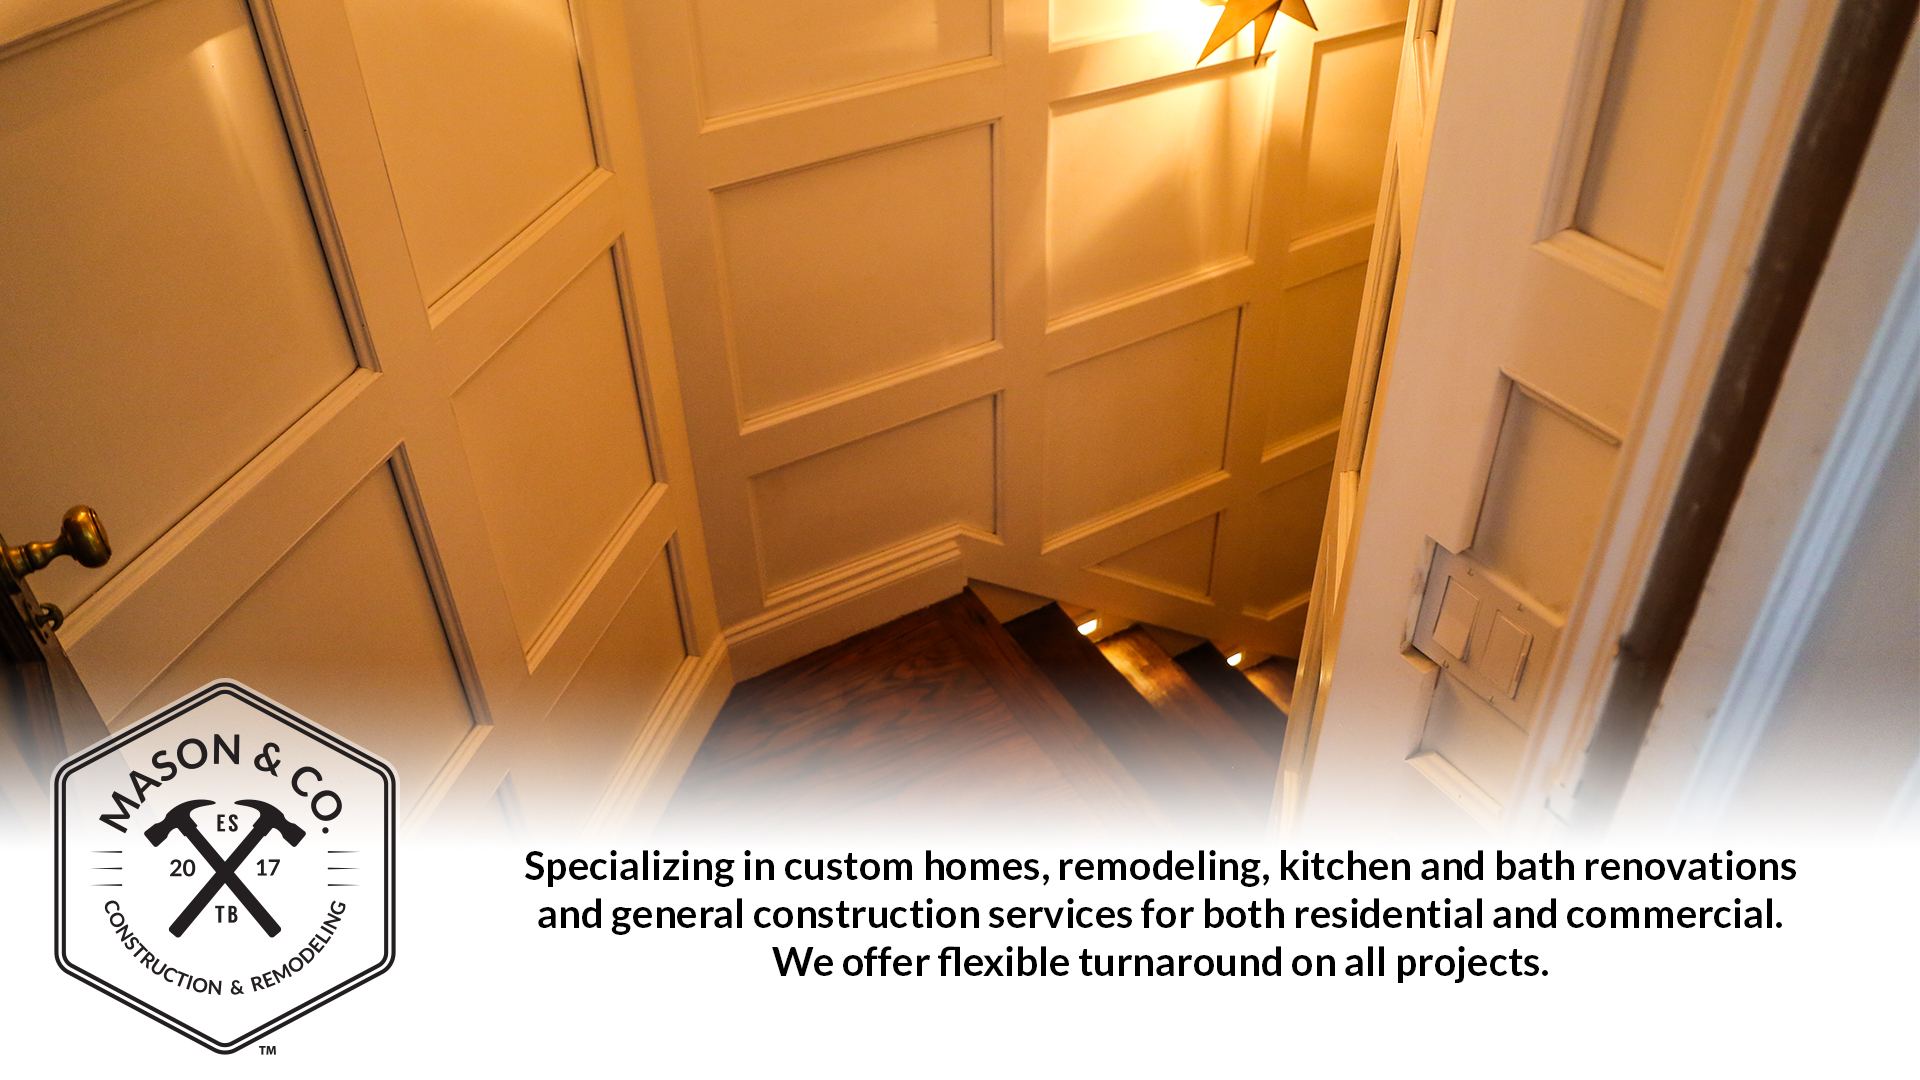 MASON & CO.
ES
20 17
TB
CONSTRUCTION & REMODELING
TM
Specializing in custom homes, remodeling, kitchen and bath renovations
and general construction services for both residential and commercial.
We offer flexible turnaround on all projects.